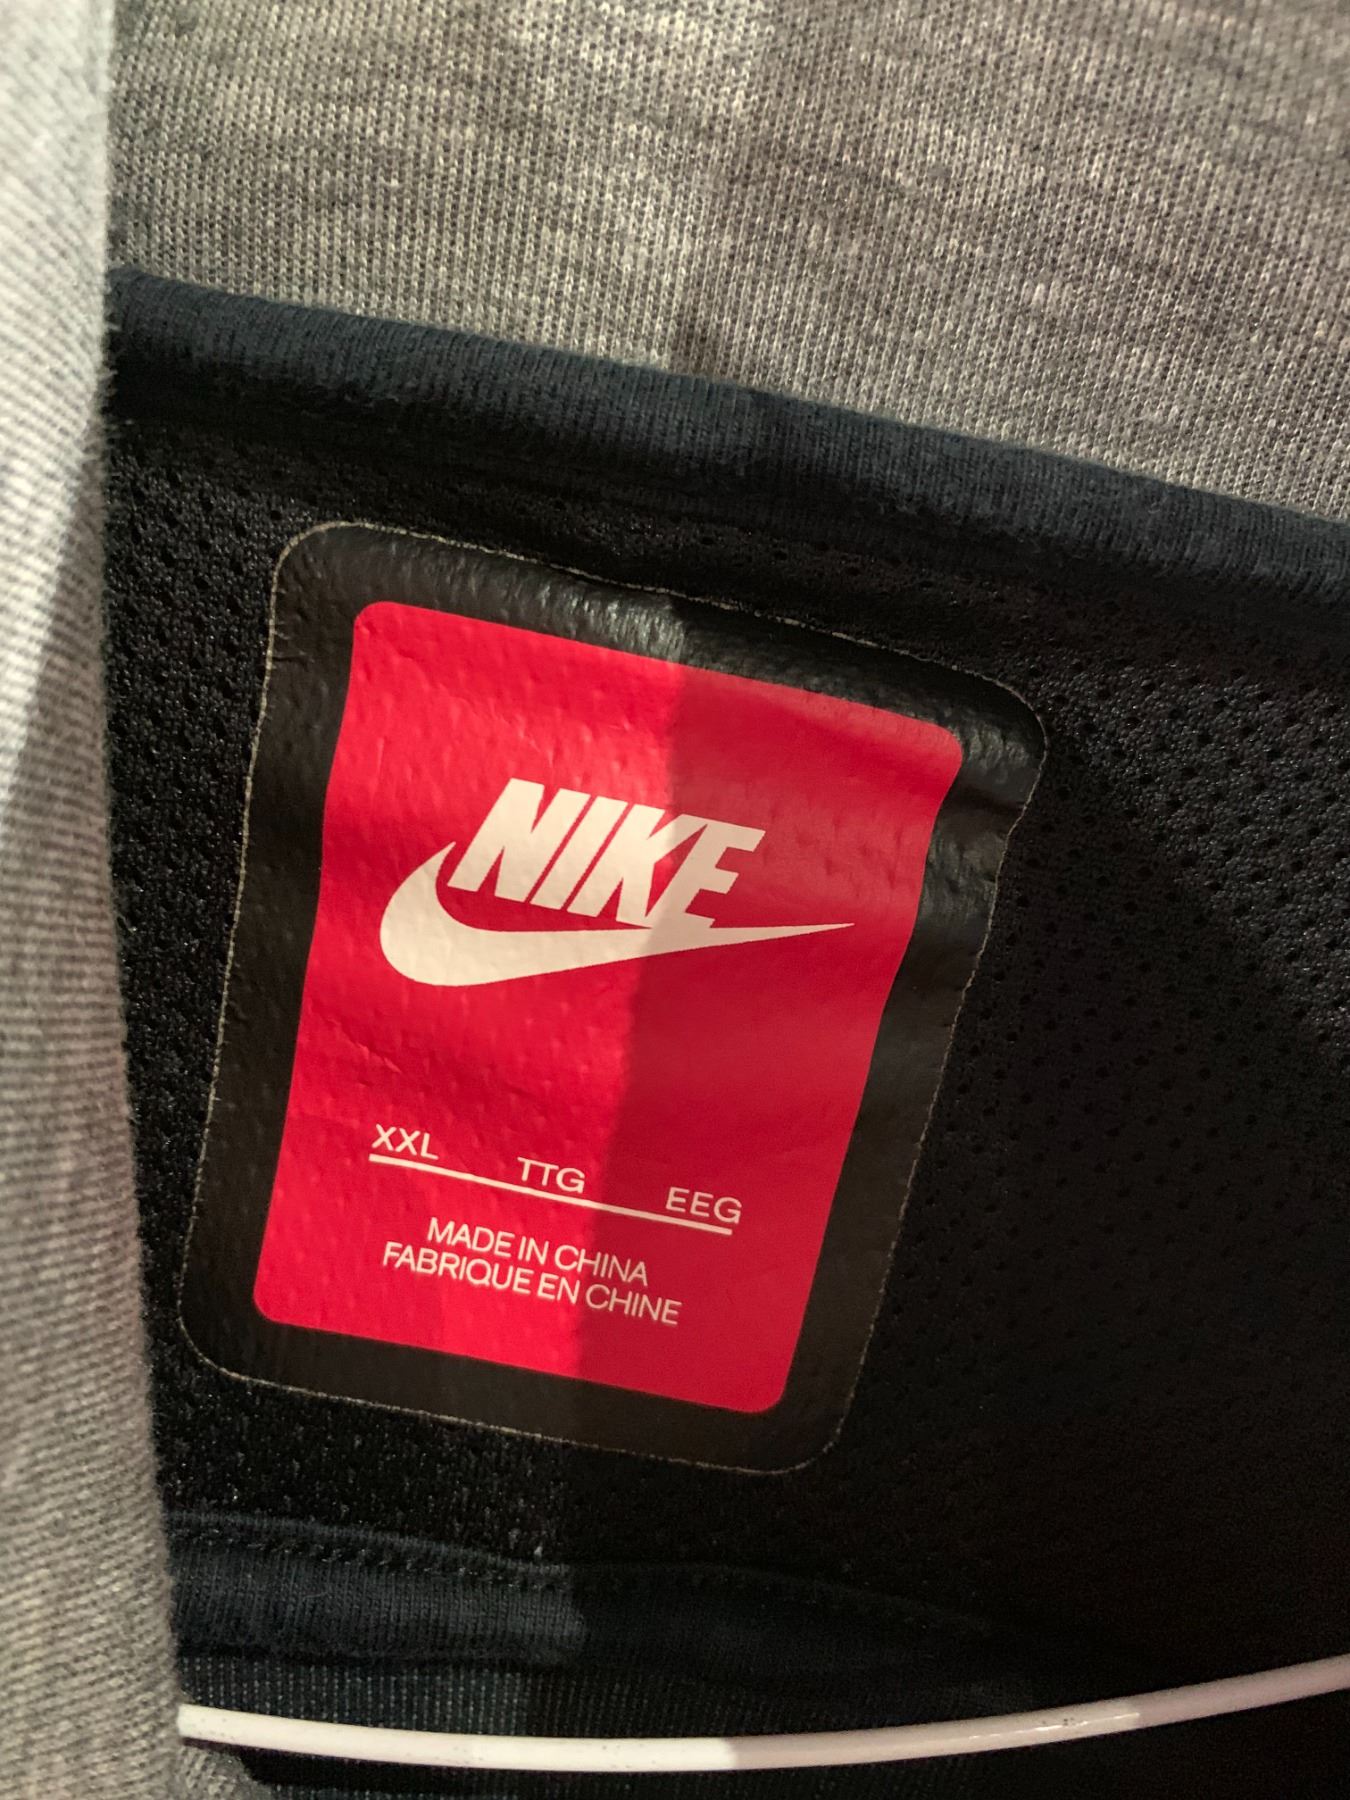 NIKE
XXL TTG EEG
MADE IN CHINA
FABRIQUE EN CHINE